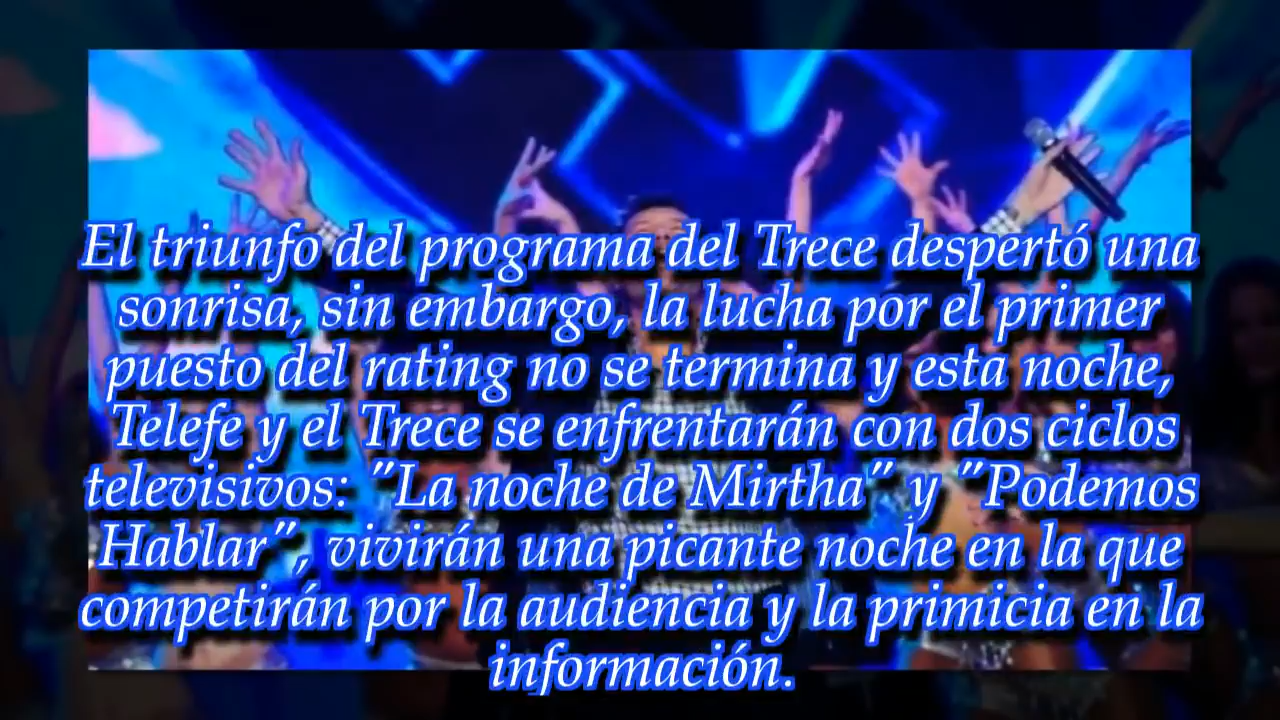 El triunfo del programa del Trece despertó una
sonrisa, sin embargo, la lucha por el primer
puesto del rating no se termina y esta noche,
Telefe y el Trece se enfrentarán con dos ciclos
televisivos: "La noche de Mirtha" y "Podemos
Hablar", vivirán una picante noche en la que
competirán por la audiencia y la primicia en la
información.